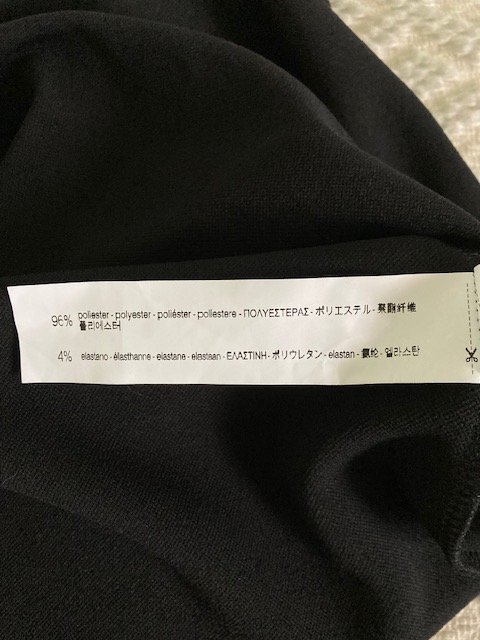 96% poliester - polyester - poliéster - poliestere - ΠΟΛΥΕΣΤΕΡΑΣ - ポリエステル - 聚酯纤维
폴리에스터
4% elastano - élasthanne - elastane - elastaan - ΕΛΑΣΤΙΝΗ - ポリウレタン - elastan - 氨纶 - 엘라스탄